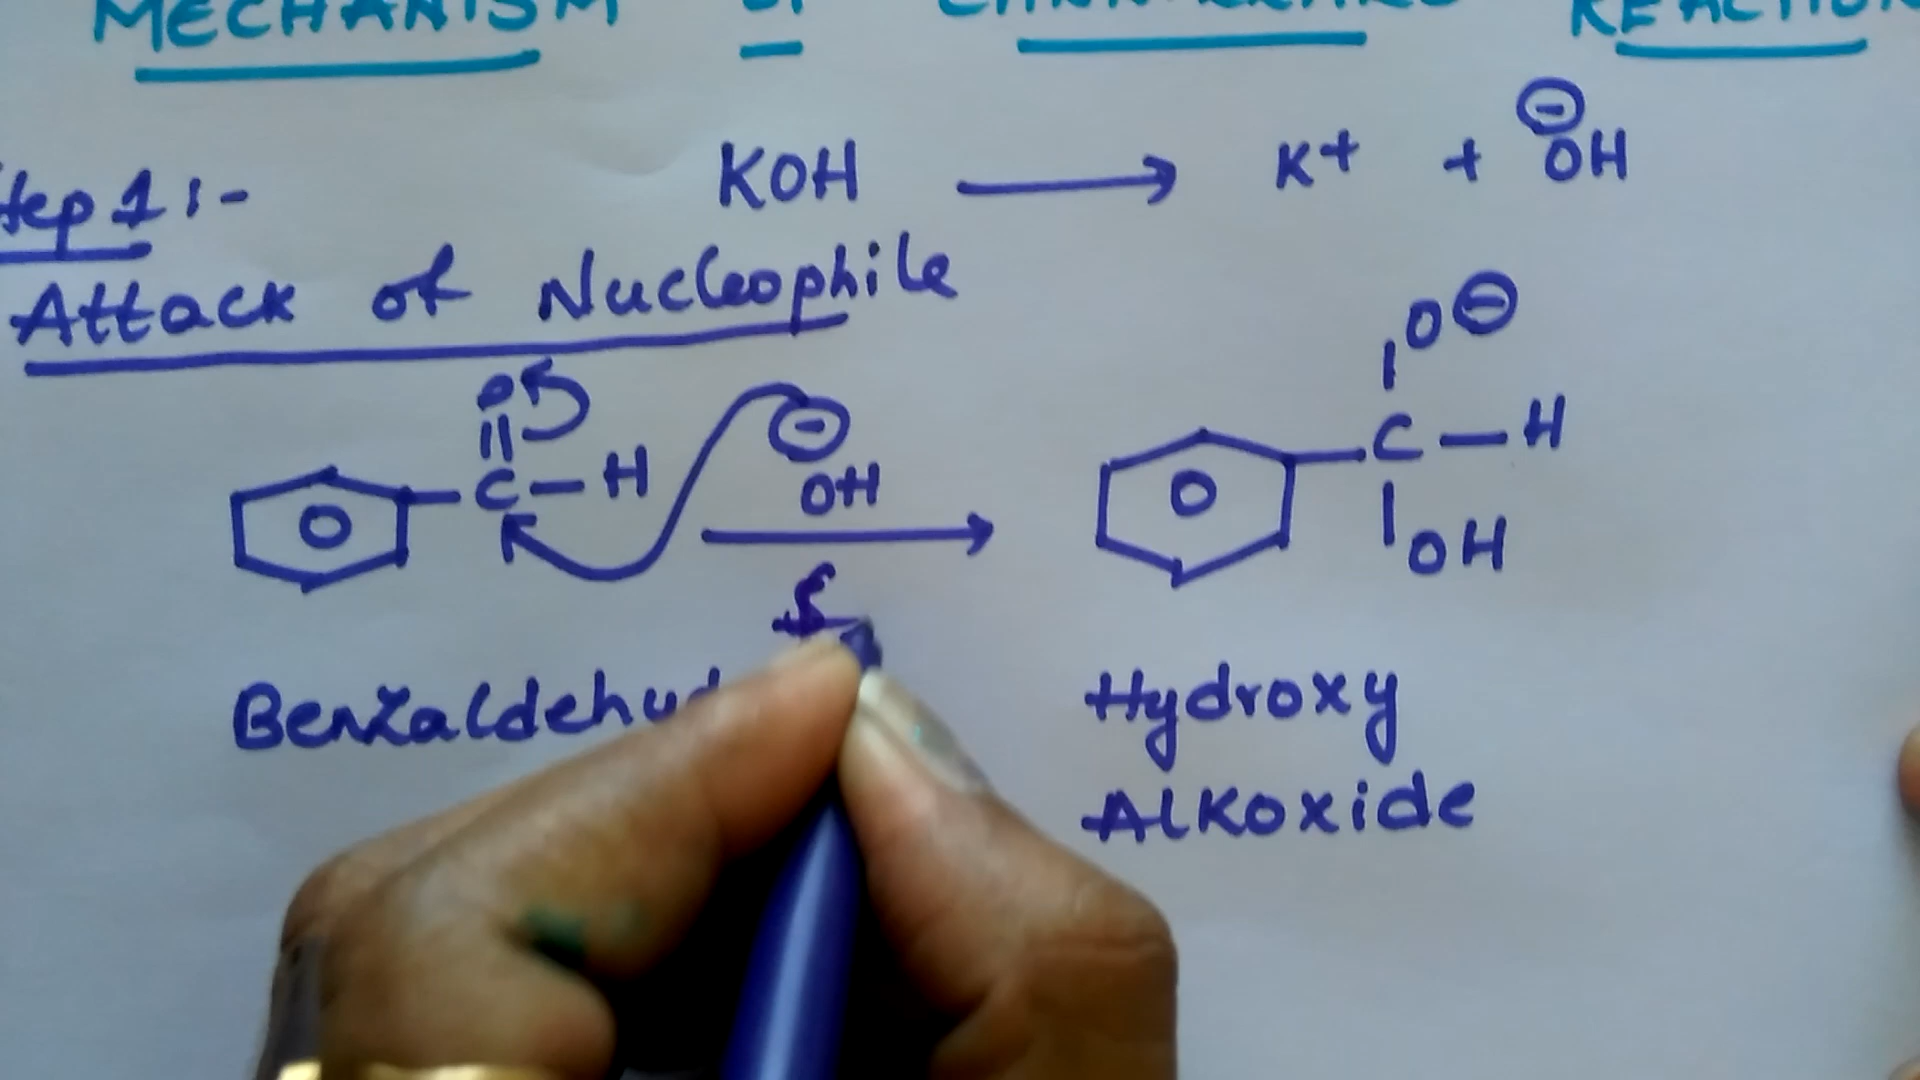 MECHANISM OF CANNIZZARO REACTION
Step 1:-
KOH → K+ + ⊖OH
Attack of Nucleophile
O ⊖
O
C - H
⊖
OH
C - H
OH
Benzaldehyd
Hydroxy
Alkoxide